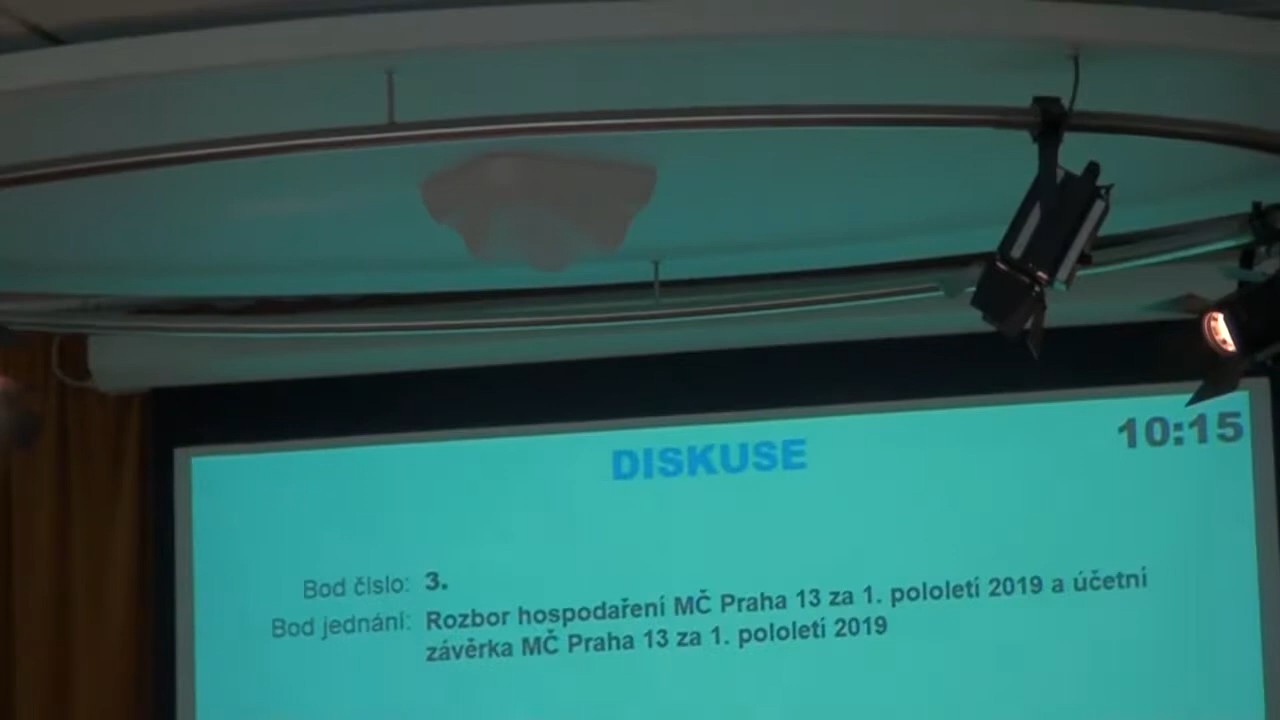 10:15
DISKUSE
Bod číslo: 3.
Bod jednání: Rozbor hospodaření MČ Praha 13 za 1. pololetí 2019 a účetní
závěrka MČ Praha 13 za 1. pololetí 2019